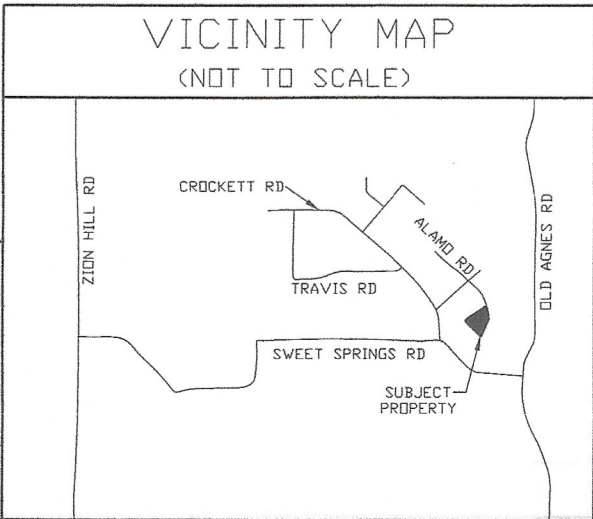 VICINITY MAP
(NOT TO SCALE)
ZION HILL RD
CROCKETT RD
ALAMO RD
OLD AGNES RD
TRAVIS RD
SWEET SPRINGS RD
SUBJECT
PROPERTY